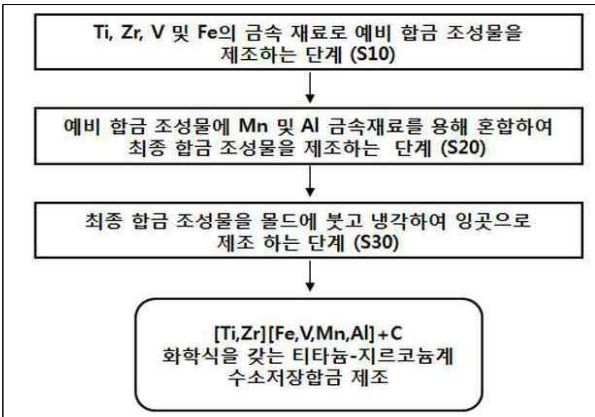 Ti, Zr, V 및 Fe의 금속 재료로 예비 합금 조성물을
제조하는 단계 (S10)
예비 합금 조성물에 Mn 및 Al 금속재료를 용해 혼합하여
최종 합금 조성물을 제조하는 단계 (S20)
최종 합금 조성물을 몰드에 붓고 냉각하여 잉곳으로
제조 하는 단계 (S30)
[Ti,Zr][Fe,V,Mn,Al]+C
화학식을 갖는 티타늄-지르코늄계
수소저장합금 제조